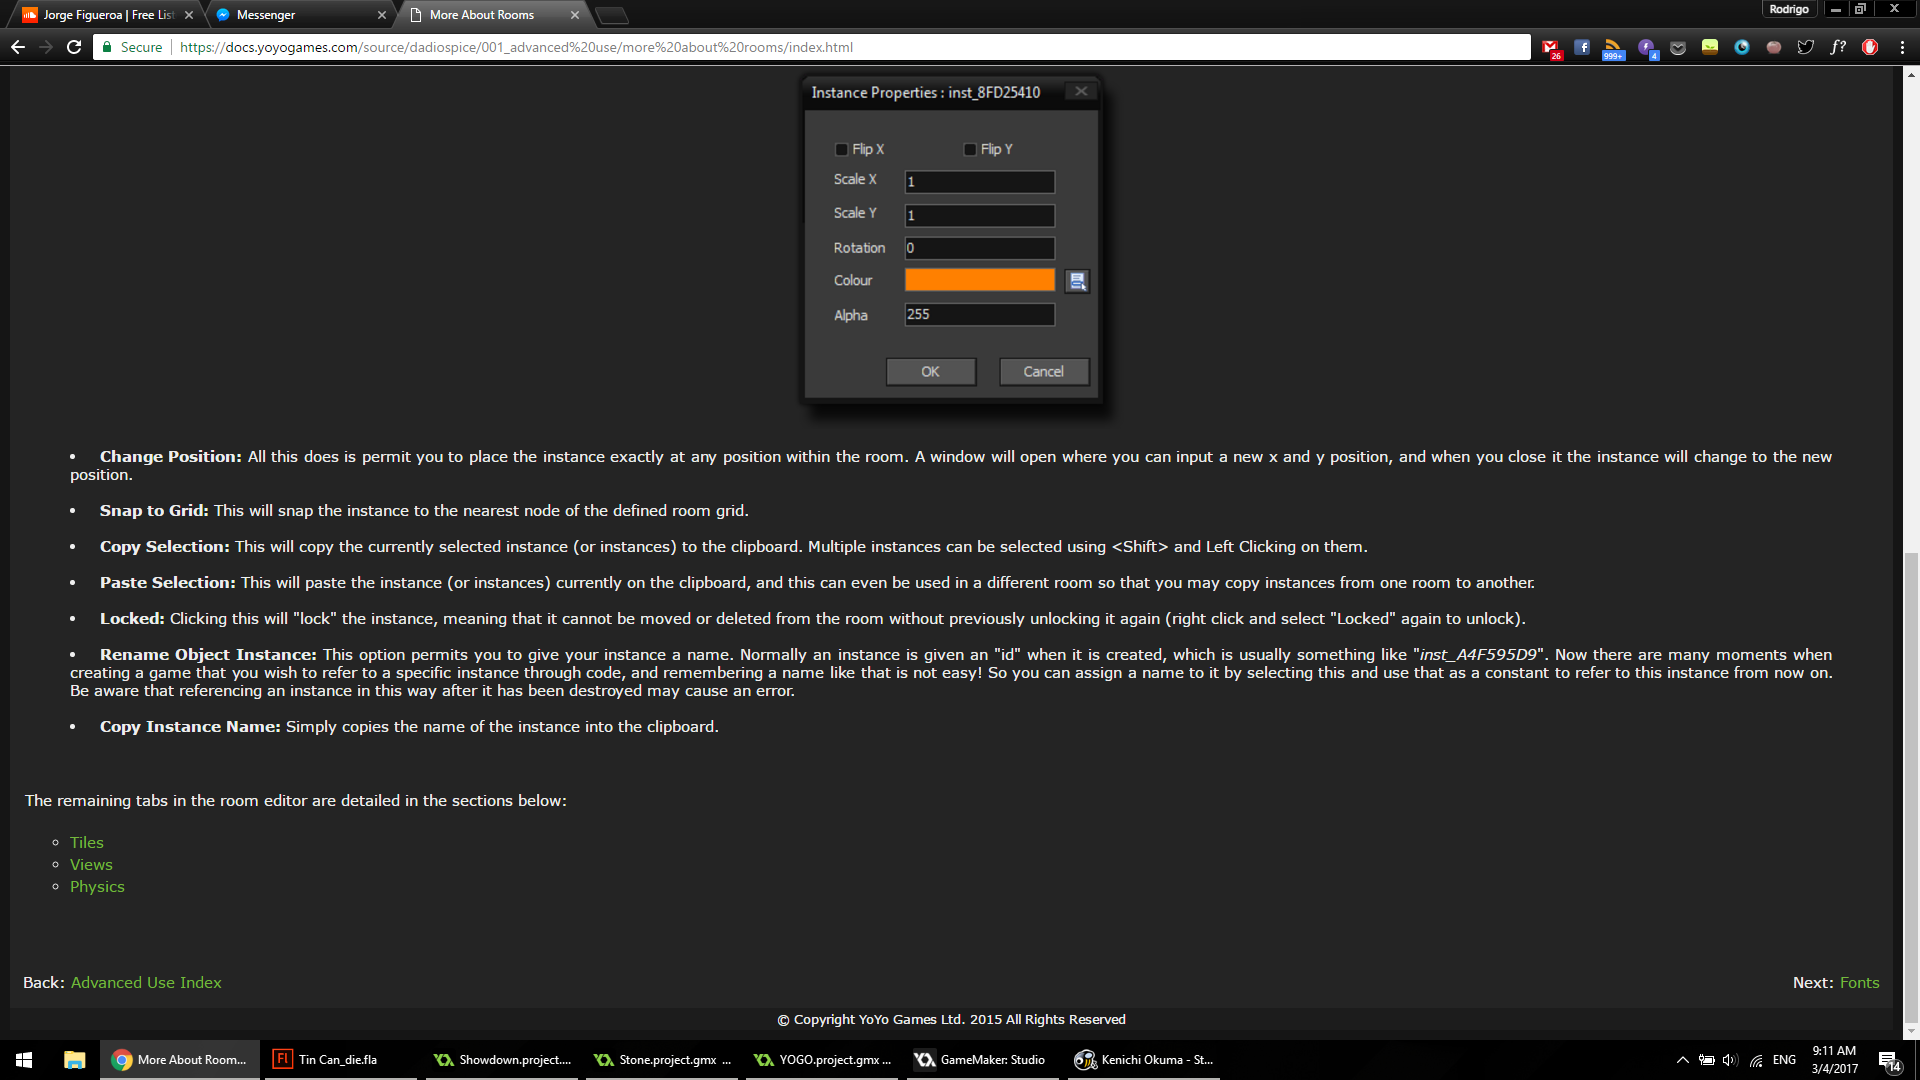 Jorge Figueroa | Free List
Messenger
More About Rooms
Rodrigo
Secure
https://docs.yoyogames.com/source/dadiospice/001_advanced%20use/more%20about%20rooms/index.html
26
999+
4
f?
Instance Properties : inst_8FD25410
Flip X
Flip Y
Scale X
1
Scale Y
1
Rotation
0
Colour
Alpha
255
OK
Cancel
• Change Position: All this does is permit you to place the instance exactly at any position within the room. A window will open where you can input a new x and y position, and when you close it the instance will change to the new
position.
• Snap to Grid: This will snap the instance to the nearest node of the defined room grid.
• Copy Selection: This will copy the currently selected instance (or instances) to the clipboard. Multiple instances can be selected using <Shift> and Left Clicking on them.
• Paste Selection: This will paste the instance (or instances) currently on the clipboard, and this can even be used in a different room so that you may copy instances from one room to another.
• Locked: Clicking this will "lock" the instance, meaning that it cannot be moved or deleted from the room without previously unlocking it again (right click and select "Locked" again to unlock).
• Rename Object Instance: This option permits you to give your instance a name. Normally an instance is given an "id" when it is created, which is usually something like "inst_A4F595D9". Now there are many moments when
creating a game that you wish to refer to a specific instance through code, and remembering a name like that is not easy! So you can assign a name to it by selecting this and use that as a constant to refer to this instance from now on.
Be aware that referencing an instance in this way after it has been destroyed may cause an error.
• Copy Instance Name: Simply copies the name of the instance into the clipboard.
The remaining tabs in the room editor are detailed in the sections below:
Tiles
Views
Physics
Back: Advanced Use Index
Next: Fonts
© Copyright YoYo Games Ltd. 2015 All Rights Reserved
More About Room...
Fl
Tin Can_die.fla
Showdown.project....
Stone.project.gmx ...
YOGO.project.gmx ...
GameMaker: Studio
Kenichi Okuma - St...
ENG
9:11 AM
3/4/2017
14